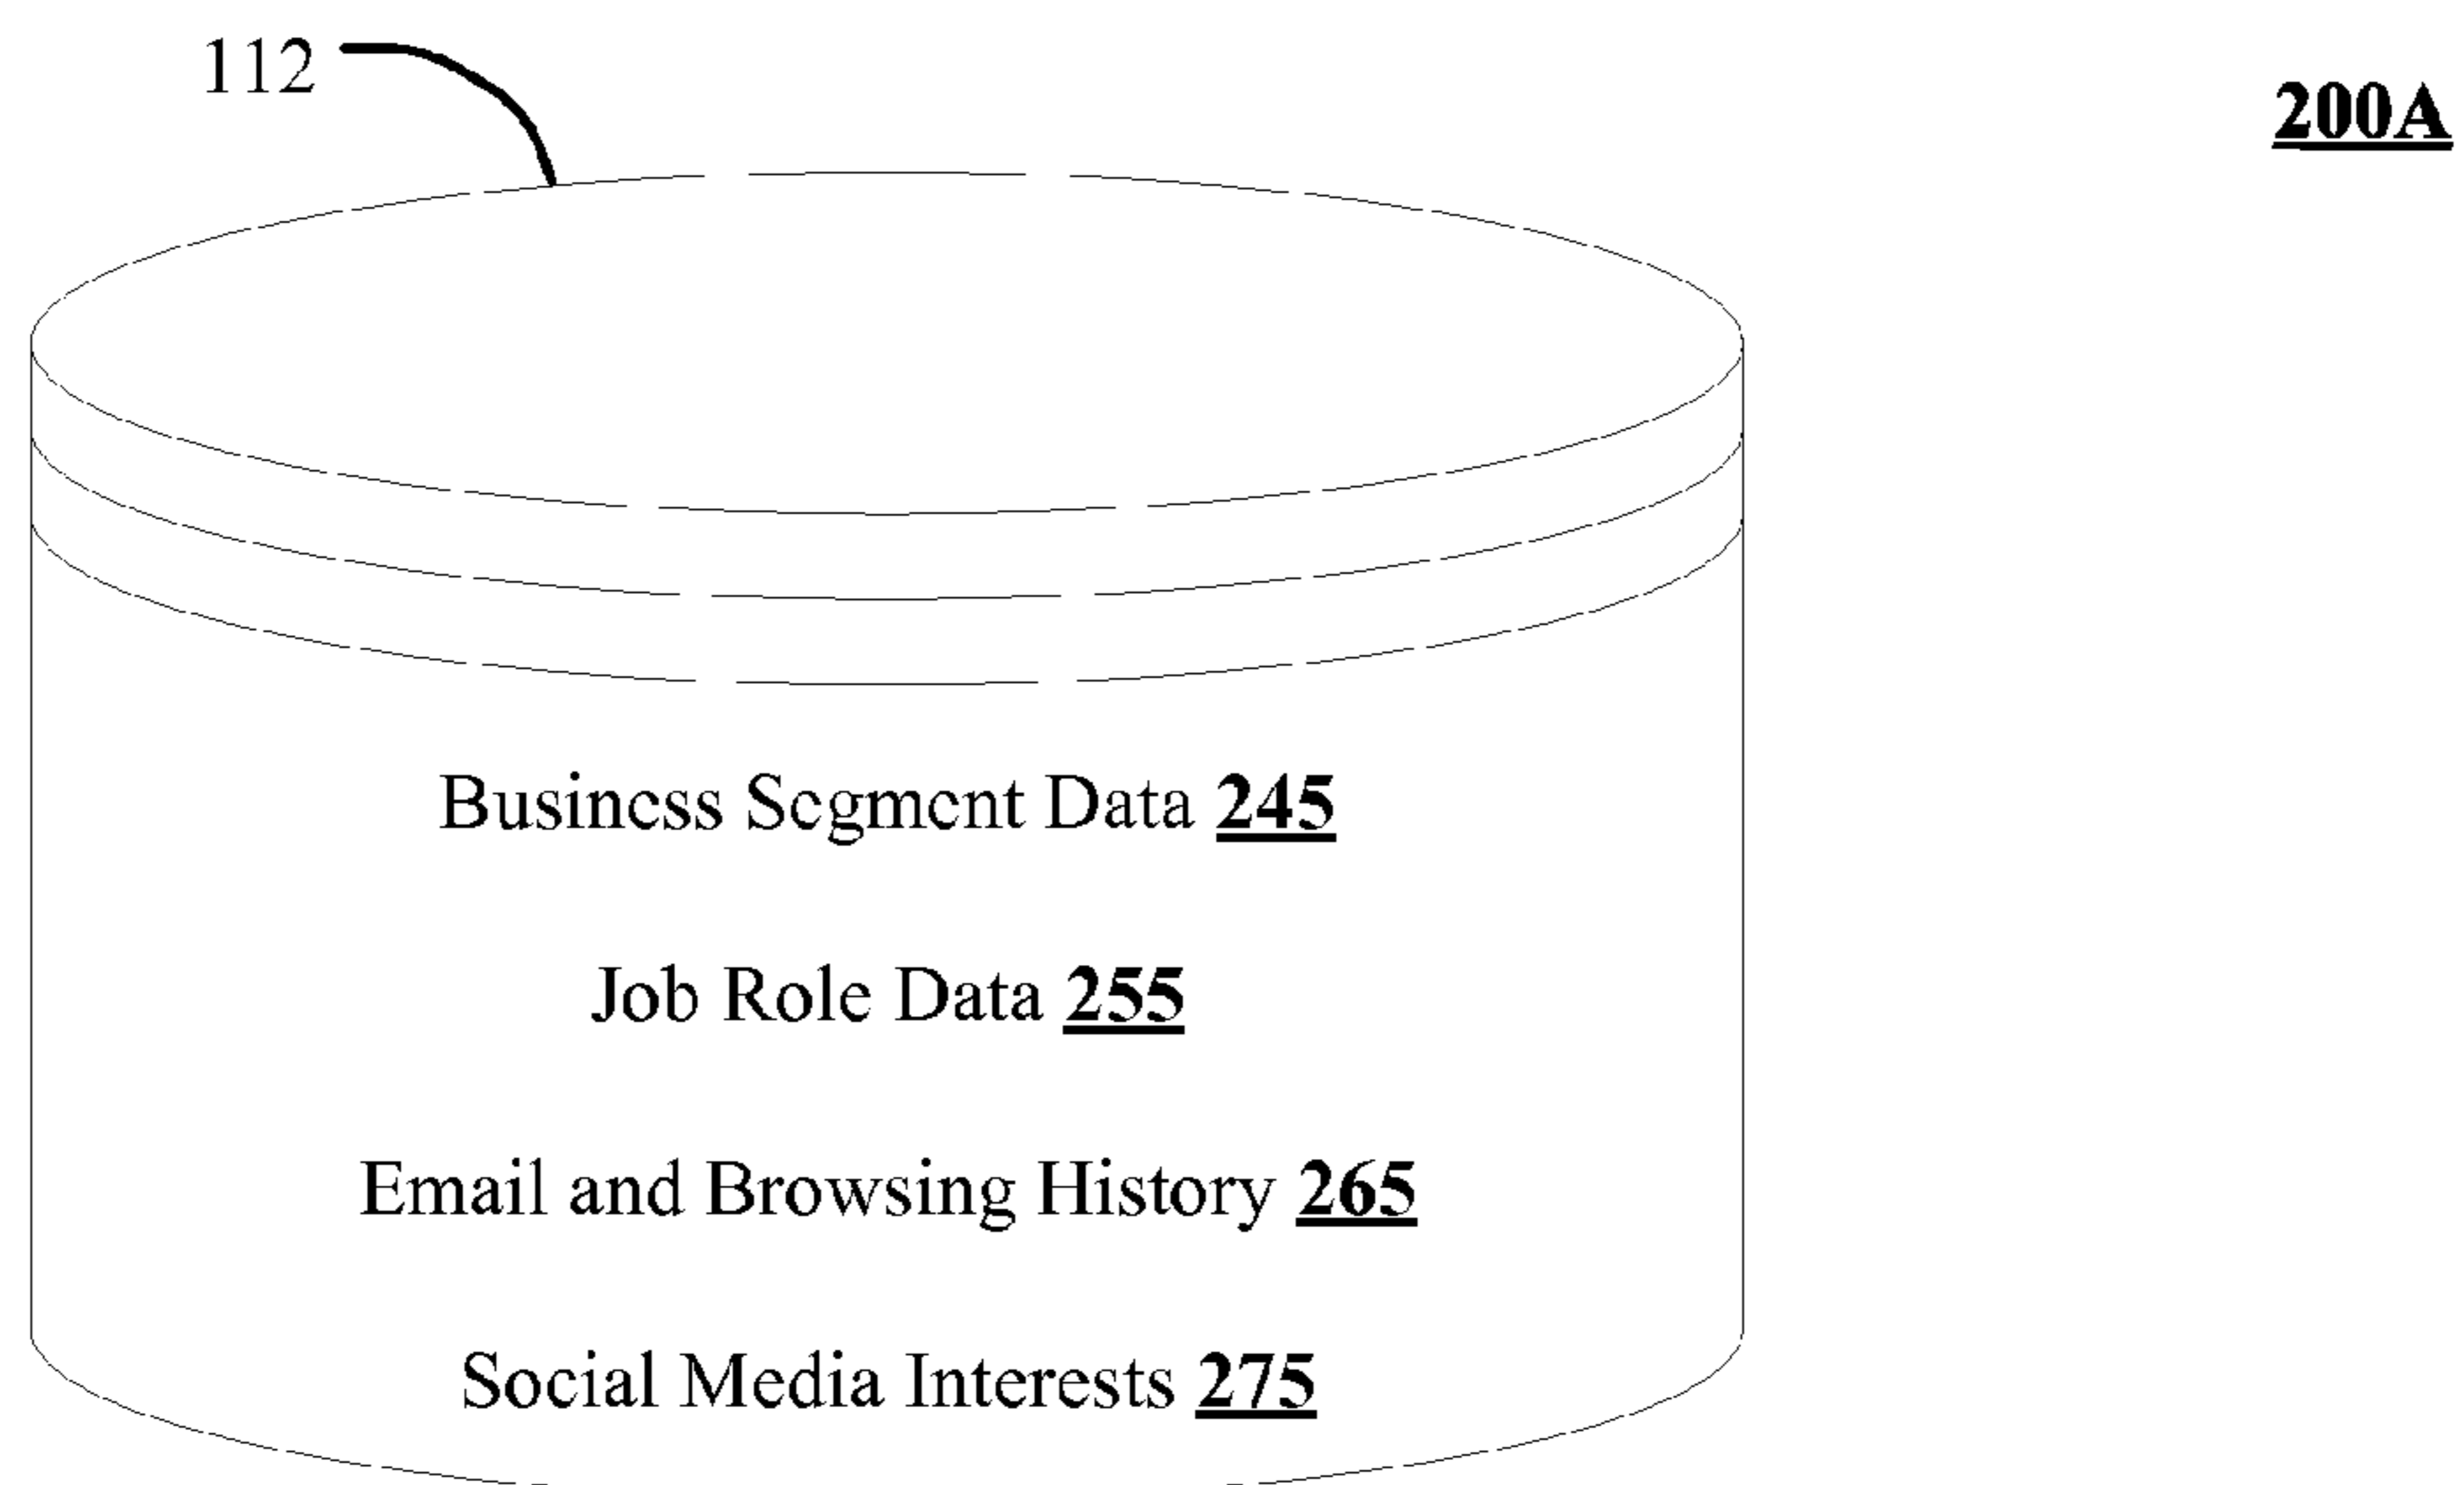 112
200A
Business Segment Data 245
Job Role Data 255
Email and Browsing History 265
Social Media Interests 275